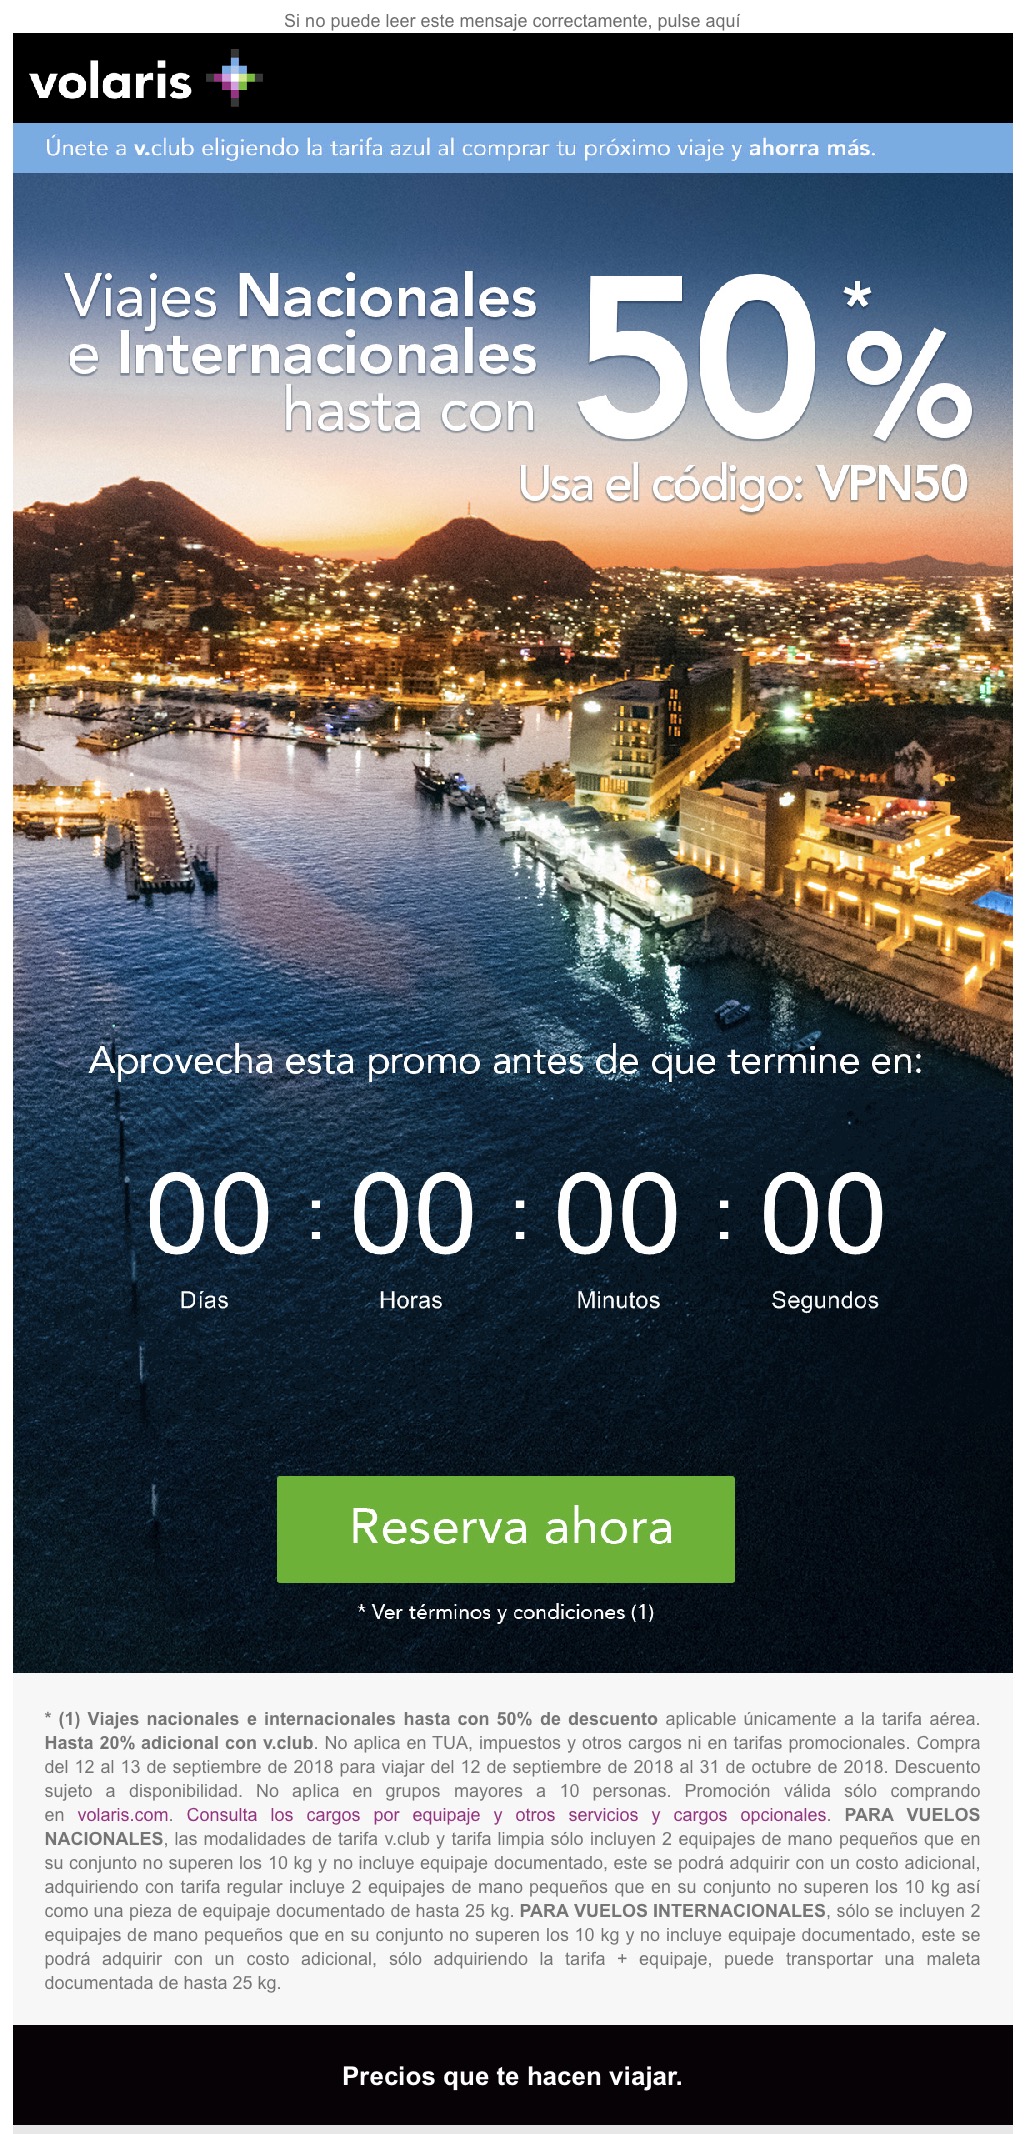 Si no puede leer este mensaje correctamente, pulse aquí
volaris
Únete a v.club eligiendo la tarifa azul al comprar tu próximo viaje y ahorra más.
Viajes Nacionales
e Internacionales
hasta con
50*%
Usa el código: VPN50
Aprovecha esta promo antes de que termine en:
00 : 00 : 00 : 00
Días Horas Minutos Segundos
Reserva ahora
* Ver términos y condiciones (1)
* (1) Viajes nacionales e internacionales hasta con 50% de descuento aplicable únicamente a la tarifa aérea.
Hasta 20% adicional con v.club. No aplica en TUA, impuestos y otros cargos ni en tarifas promocionales. Compra
del 12 al 13 de septiembre de 2018 para viajar del 12 de septiembre de 2018 al 31 de octubre de 2018. Descuento
sujeto a disponibilidad. No aplica en grupos mayores a 10 personas. Promoción válida sólo comprando
en volaris.com. Consulta los cargos por equipaje y otros servicios y cargos opcionales. PARA VUELOS
NACIONALES, las modalidades de tarifa v.club y tarifa limpia sólo incluyen 2 equipajes de mano pequeños que en
su conjunto no superen los 10 kg y no incluye equipaje documentado, este se podrá adquirir con un costo adicional,
adquiriendo con tarifa regular incluye 2 equipajes de mano pequeños que en su conjunto no superen los 10 kg así
como una pieza de equipaje documentado de hasta 25 kg. PARA VUELOS INTERNACIONALES, sólo se incluyen 2
equipajes de mano pequeños que en su conjunto no superen los 10 kg y no incluye equipaje documentado, este se
podrá adquirir con un costo adicional, sólo adquiriendo la tarifa + equipaje, puede transportar una maleta
documentada de hasta 25 kg.
Precios que te hacen viajar.